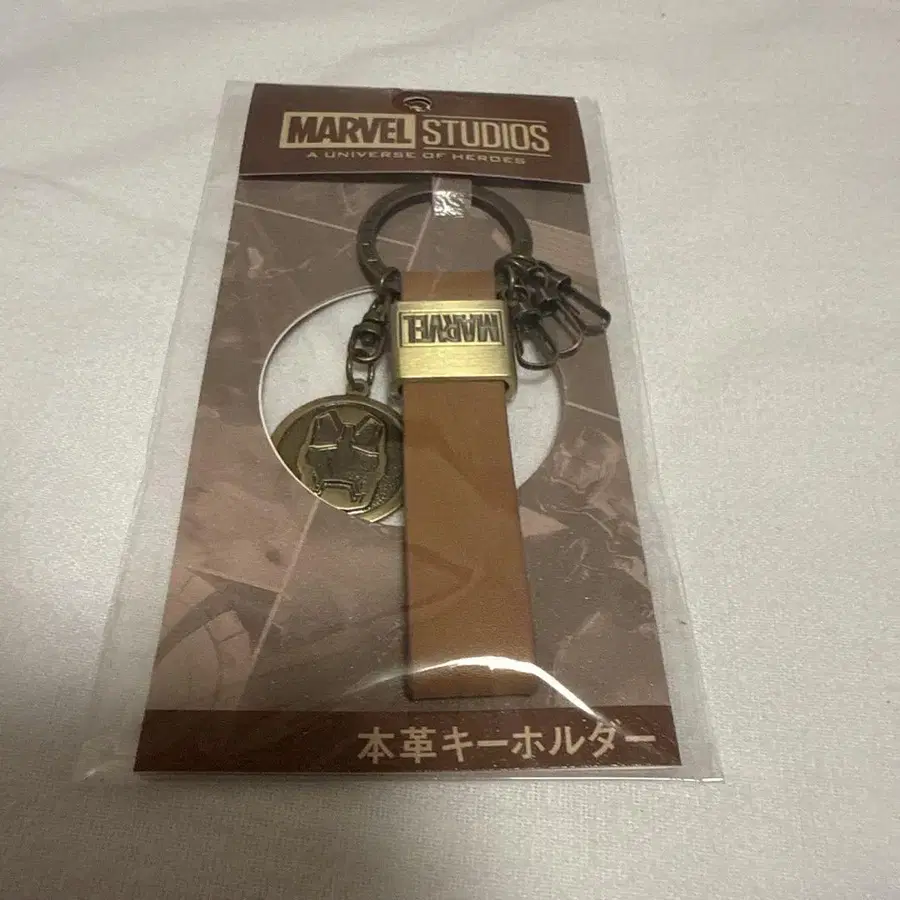 MARVEL STUDIOS
A UNIVERSE OF HEROES
MARVEL
本革キーホルダー